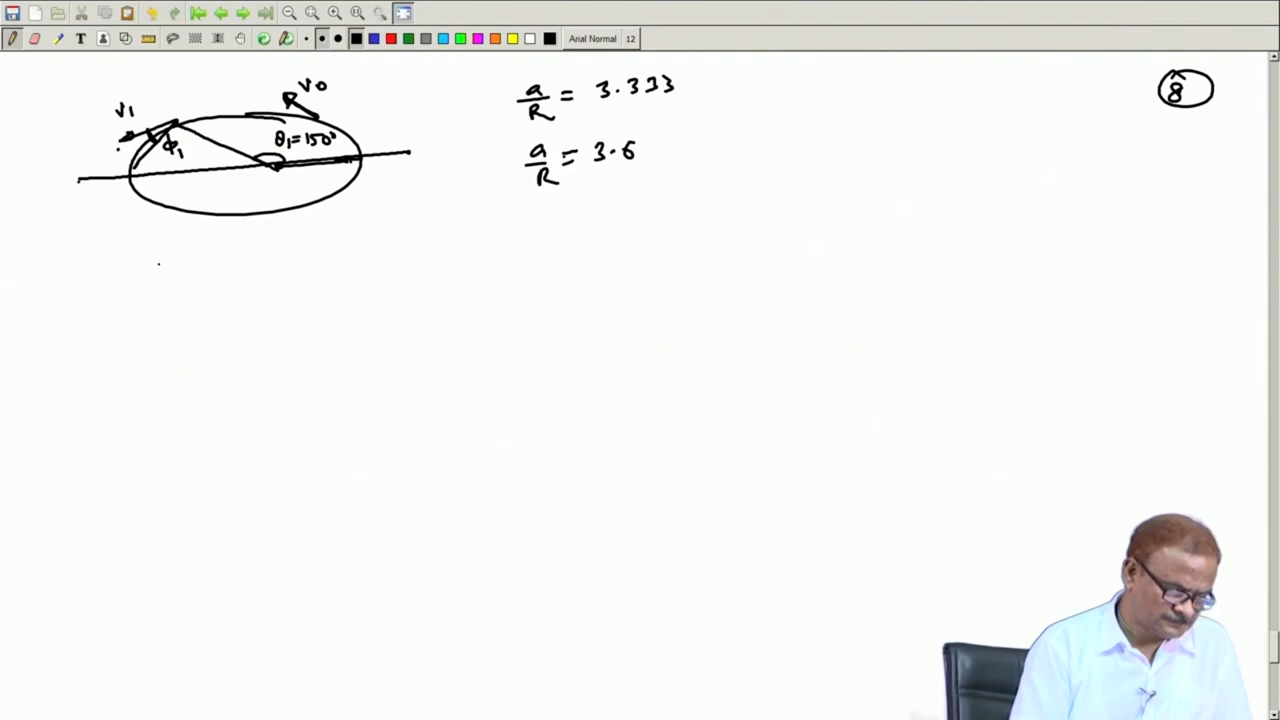 Arial Normal 12
8
V0
V1
θ1=150°
ϕ1
a/R = 3.333
a/R = 3.6